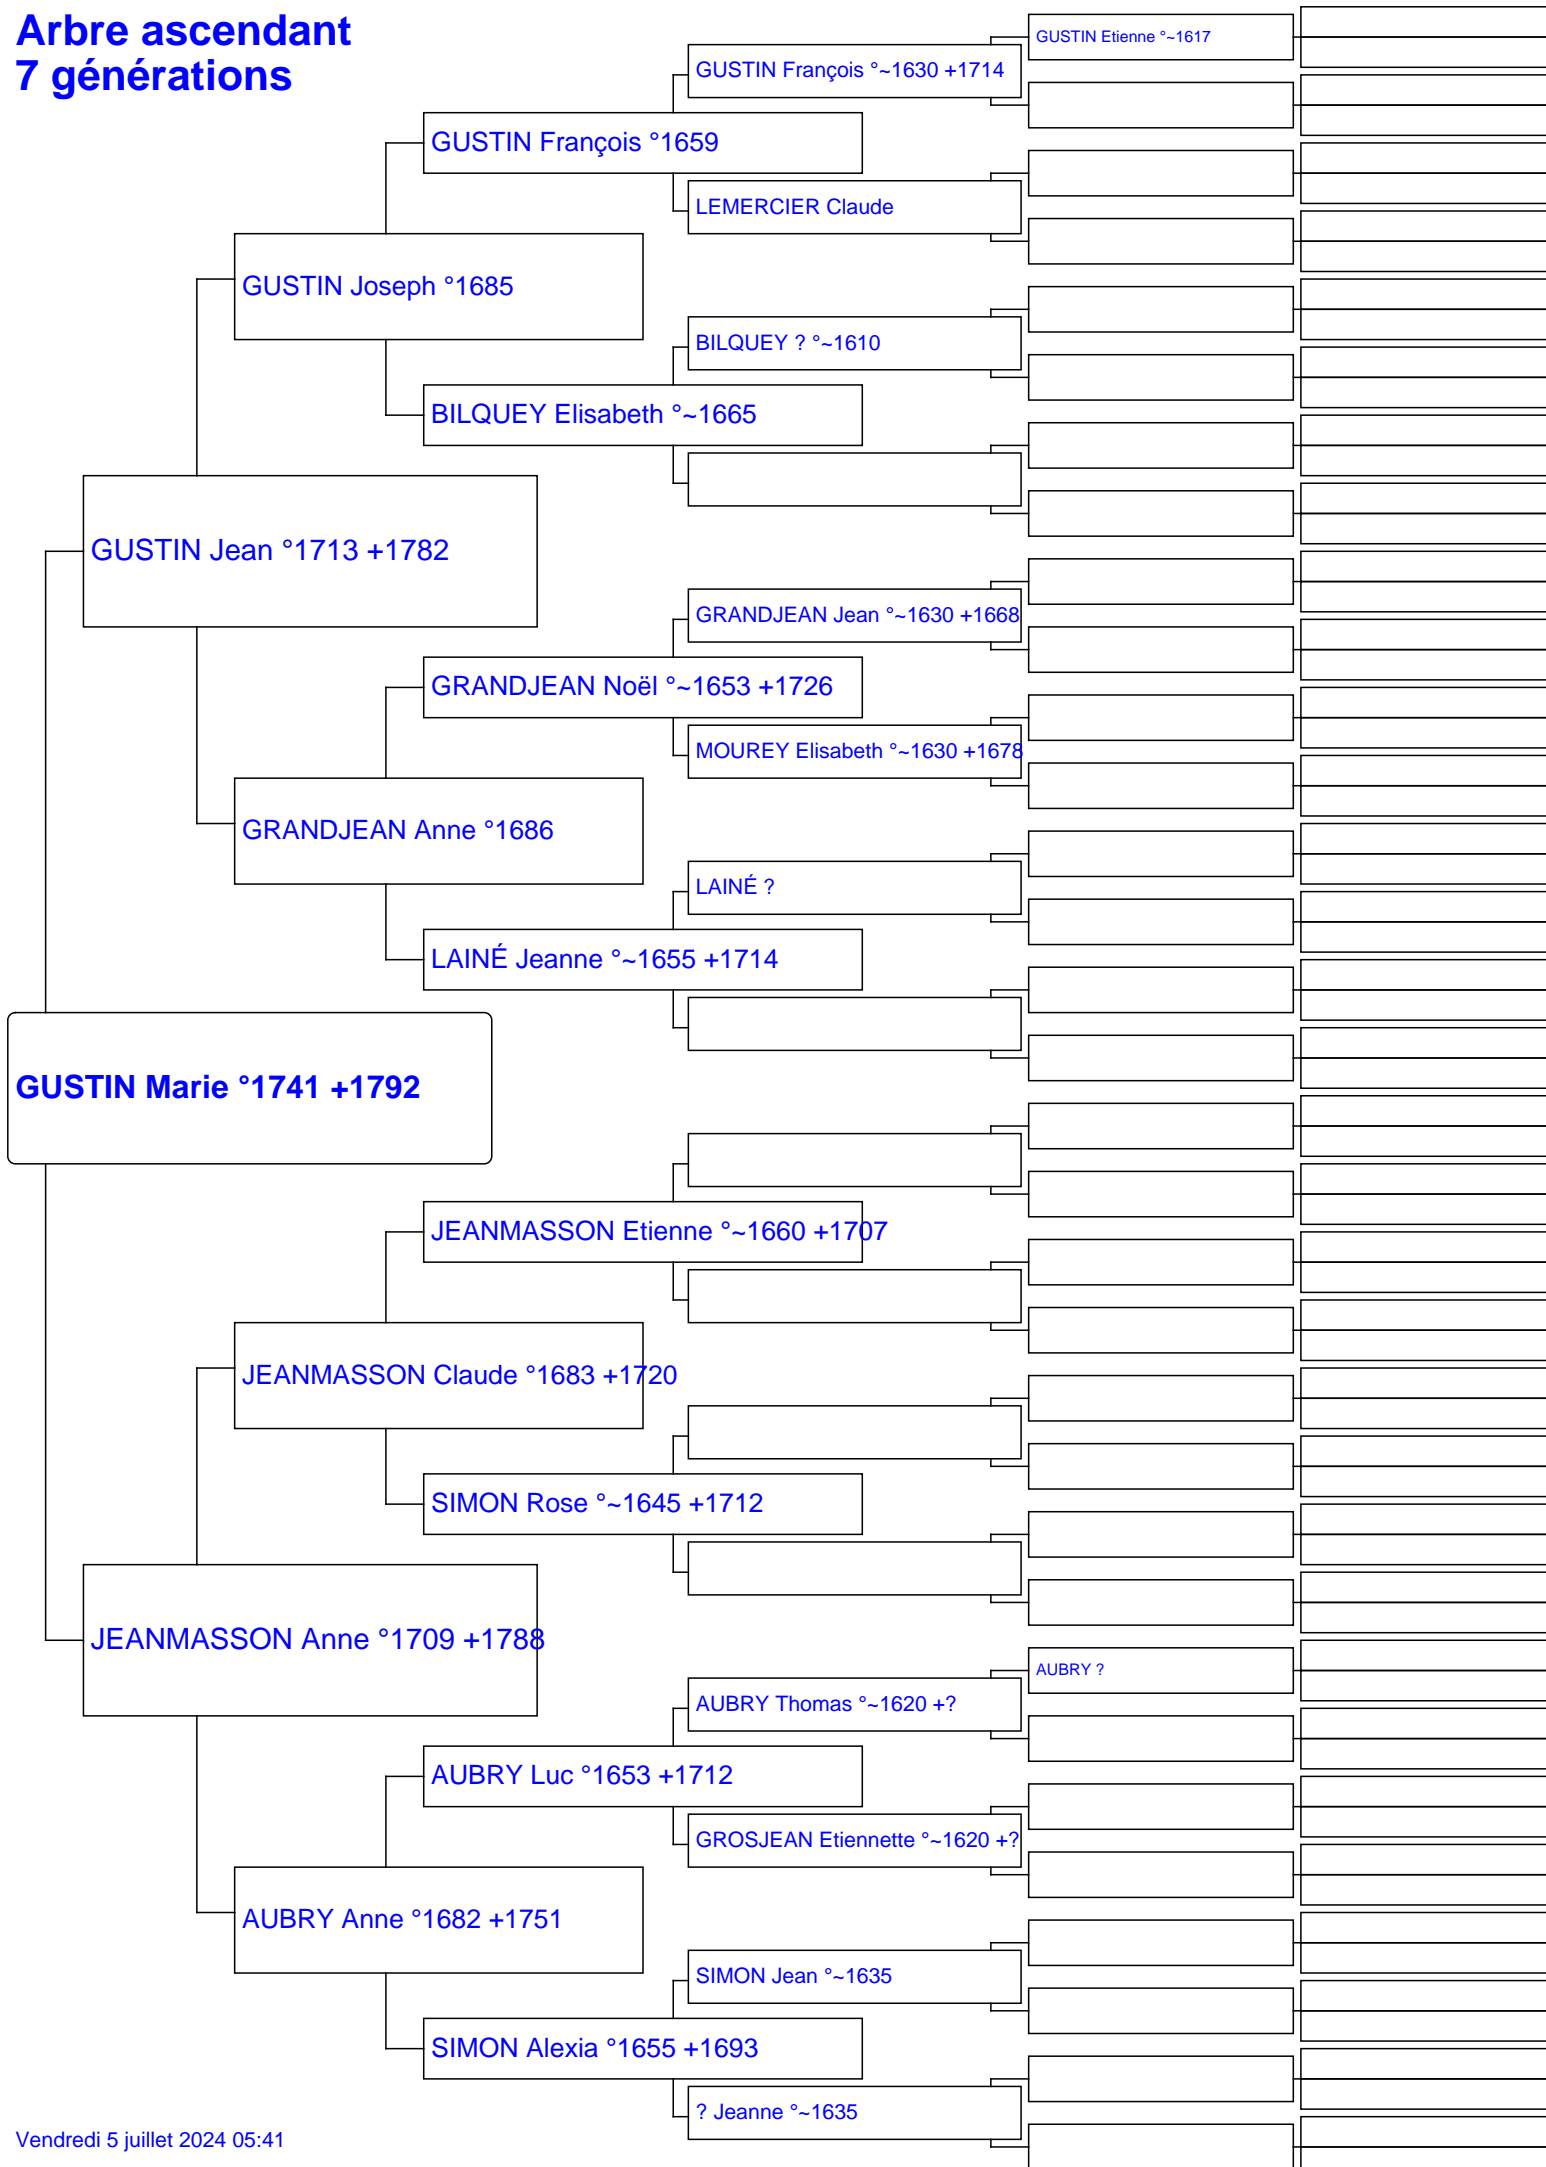 Arbre ascendant
7 générations
GUSTIN Etienne °~1617
GUSTIN François °~1630 +1714
GUSTIN François °1659
LEMERCIER Claude
GUSTIN Joseph °1685
BILQUEY ? °~1610
BILQUEY Elisabeth °~1665
GUSTIN Jean °1713 +1782
GRANDJEAN Jean °~1630 +1668
GRANDJEAN Noël °~1653 +1726
MOUREY Elisabeth °~1630 +1678
GRANDJEAN Anne °1686
LAINÉ ?
LAINÉ Jeanne °~1655 +1714
GUSTIN Marie °1741 +1792
JEANMASSON Etienne °~1660 +1707
JEANMASSON Claude °1683 +1720
SIMON Rose °~1645 +1712
JEANMASSON Anne °1709 +1788
AUBRY ?
AUBRY Thomas °~1620 +?
AUBRY Luc °1653 +1712
GROSJEAN Etiennette °~1620 +?
AUBRY Anne °1682 +1751
SIMON Jean °~1635
SIMON Alexia °1655 +1693
? Jeanne °~1635
Vendredi 5 juillet 2024 05:41